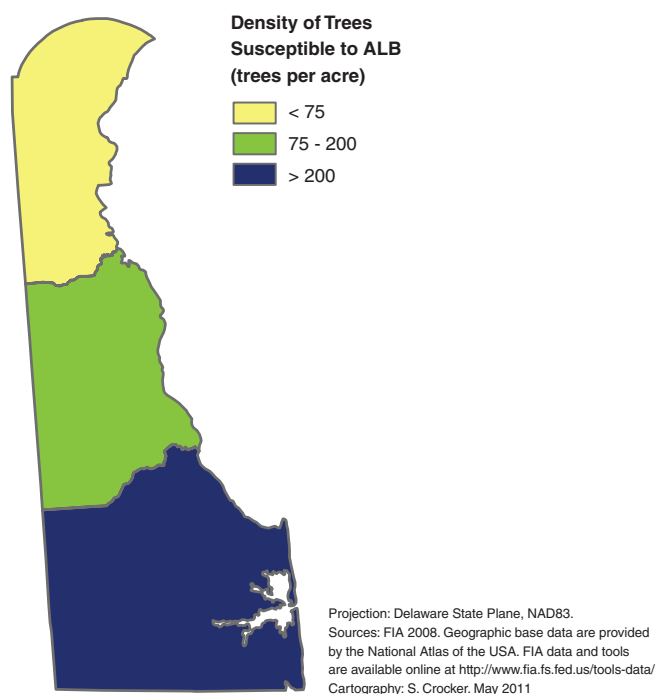 Density of Trees
Susceptible to ALB
(trees per acre)
< 75
75 - 200
> 200
Projection: Delaware State Plane, NAD83.
Sources: FIA 2008. Geographic base data are provided
by the National Atlas of the USA. FIA data and tools
are available online at http://www.fia.fs.fed.us/tools-data/
Cartography: S. Crocker. May 2011